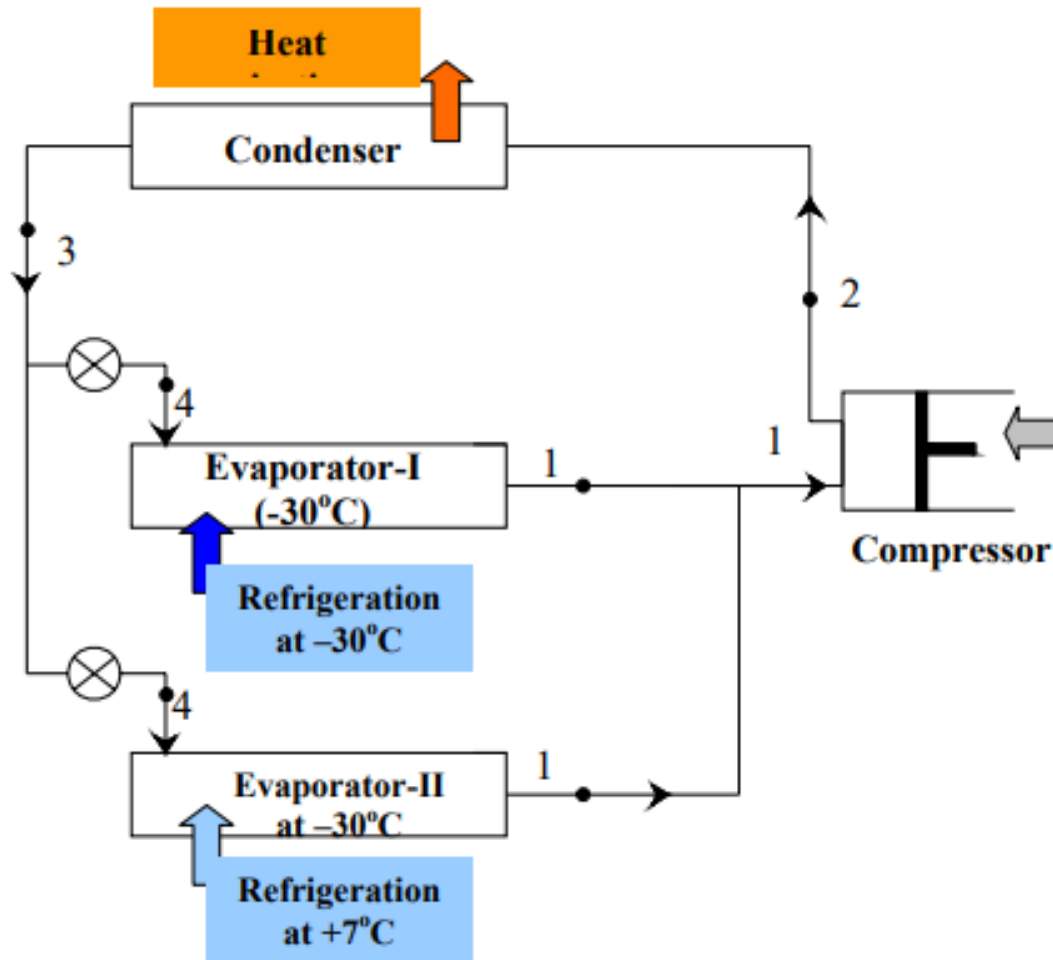 Heat
Condenser
3
2
4
Evaporator-I
(-30°C)
1
1
Compressor
Refrigeration
at –30°C
4
Evaporator-II
at –30°C
1
Refrigeration
at +7°C